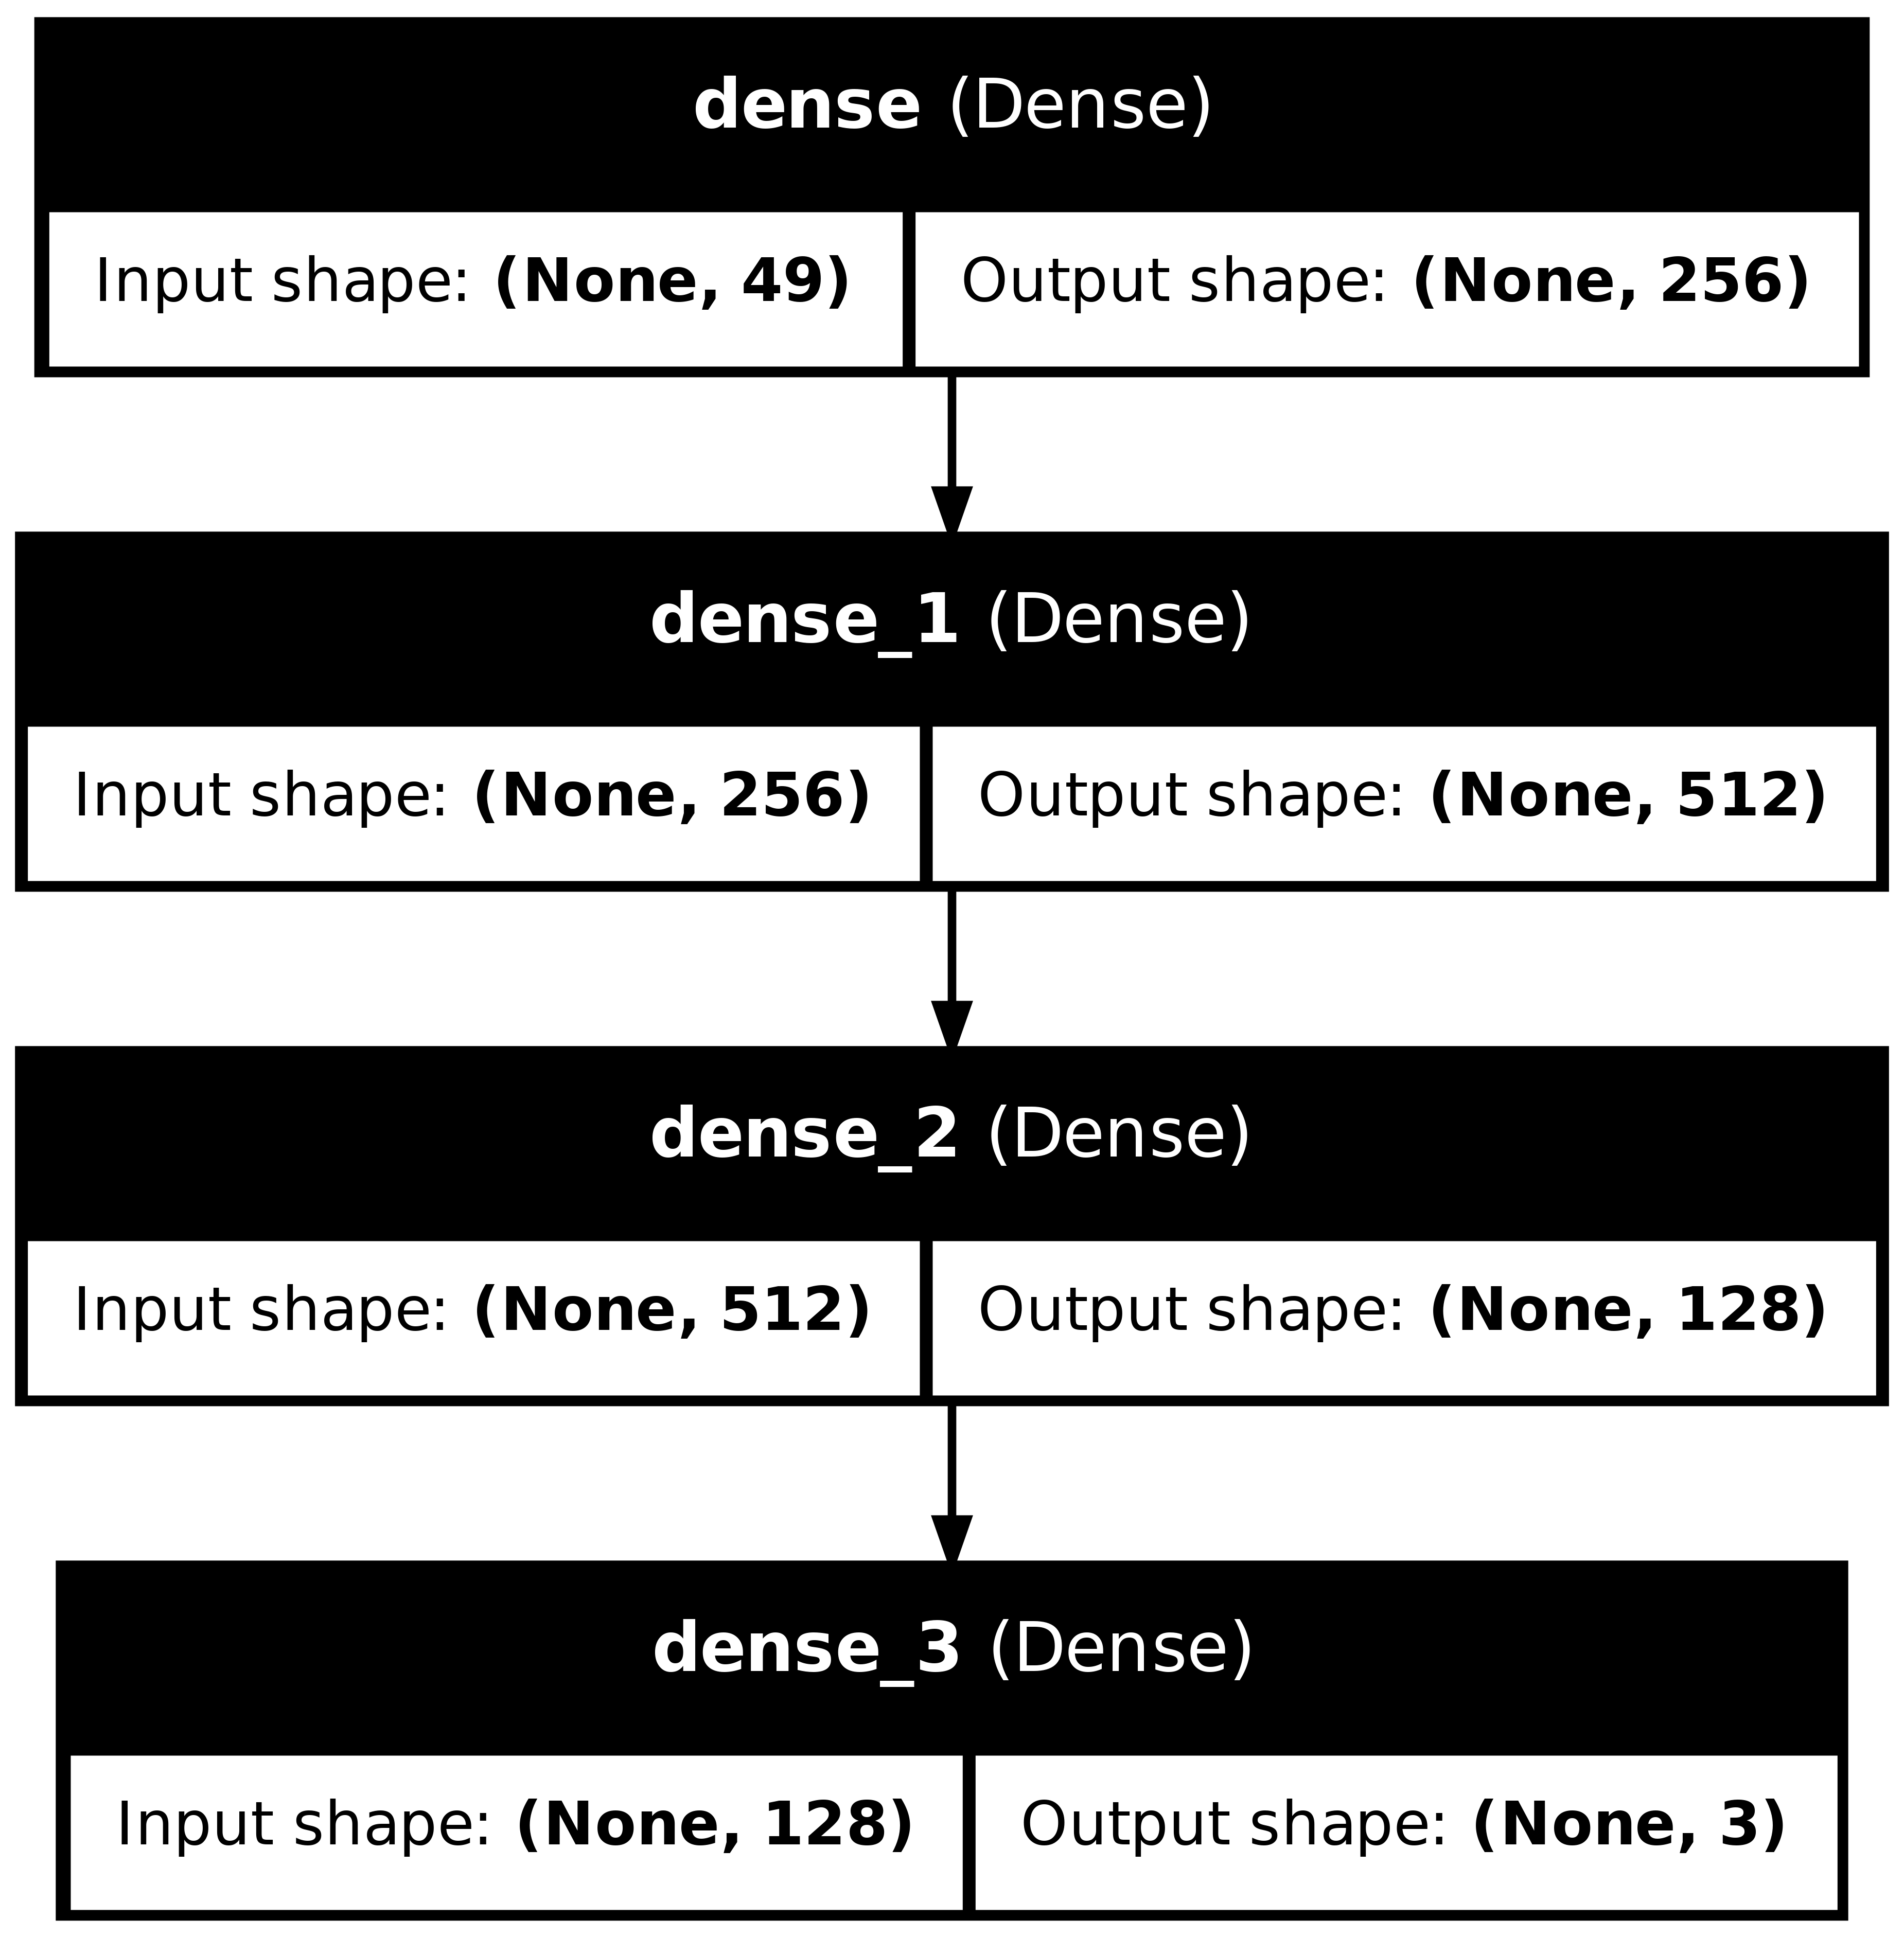 dense (Dense)
Input shape: (None, 49) Output shape: (None, 256)
dense_1 (Dense)
Input shape: (None, 256) Output shape: (None, 512)
dense_2 (Dense)
Input shape: (None, 512) Output shape: (None, 128)
dense_3 (Dense)
Input shape: (None, 128) Output shape: (None, 3)